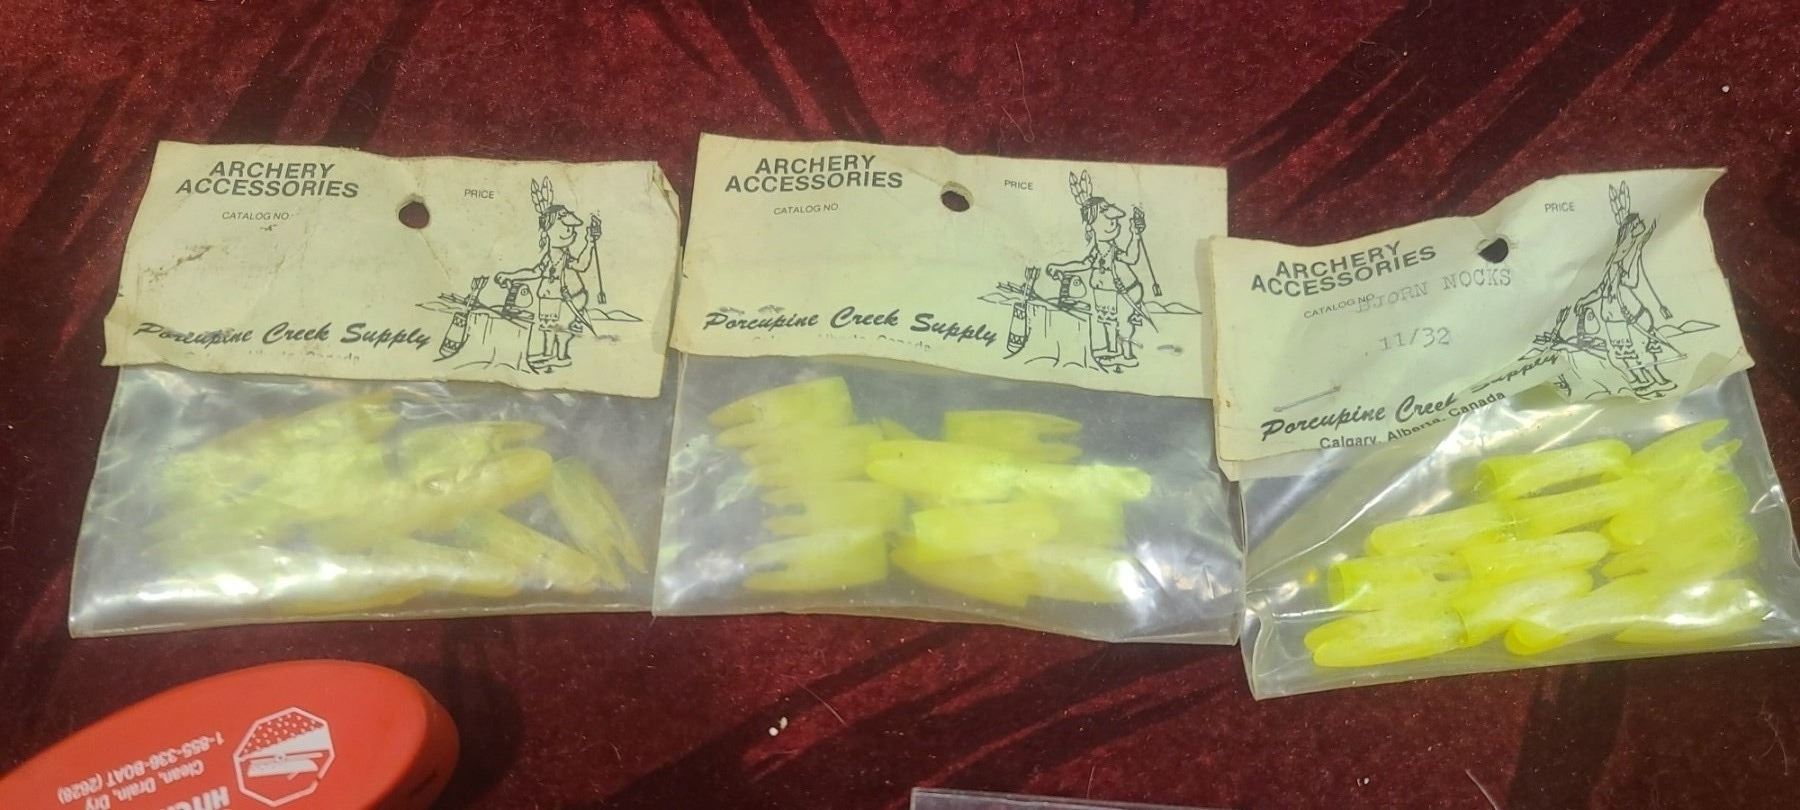 ARCHERY
ACCESSORIES
CATALOG NO.
PRICE
Porcupine Creek Supply
ARCHERY
ACCESSORIES
CATALOG NO.
PRICE
Porcupine Creek Supply
ARCHERY
ACCESSORIES
CATALOG NO.
PRICE
BJORN NOCKS
11/32
Porcupine Creek Supply
Calgary, Alberta, Canada
Clean, Drain, Dry
1-855-336-BOAT (2628)